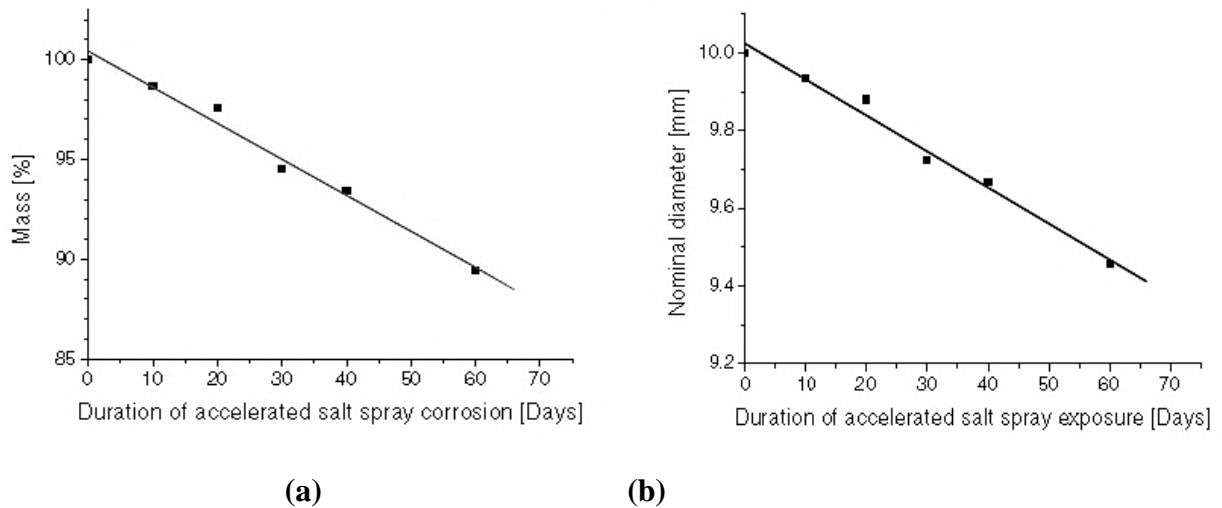 100
95
90
85
0 10 20 30 40 50 60 70
Mass [%]
Duration of accelerated salt spray corrosion [Days]
(a)
10.0
9.8
9.6
9.4
9.2
0 10 20 30 40 50 60 70
Nominal diameter [mm]
Duration of accelerated salt spray exposure [Days]
(b)